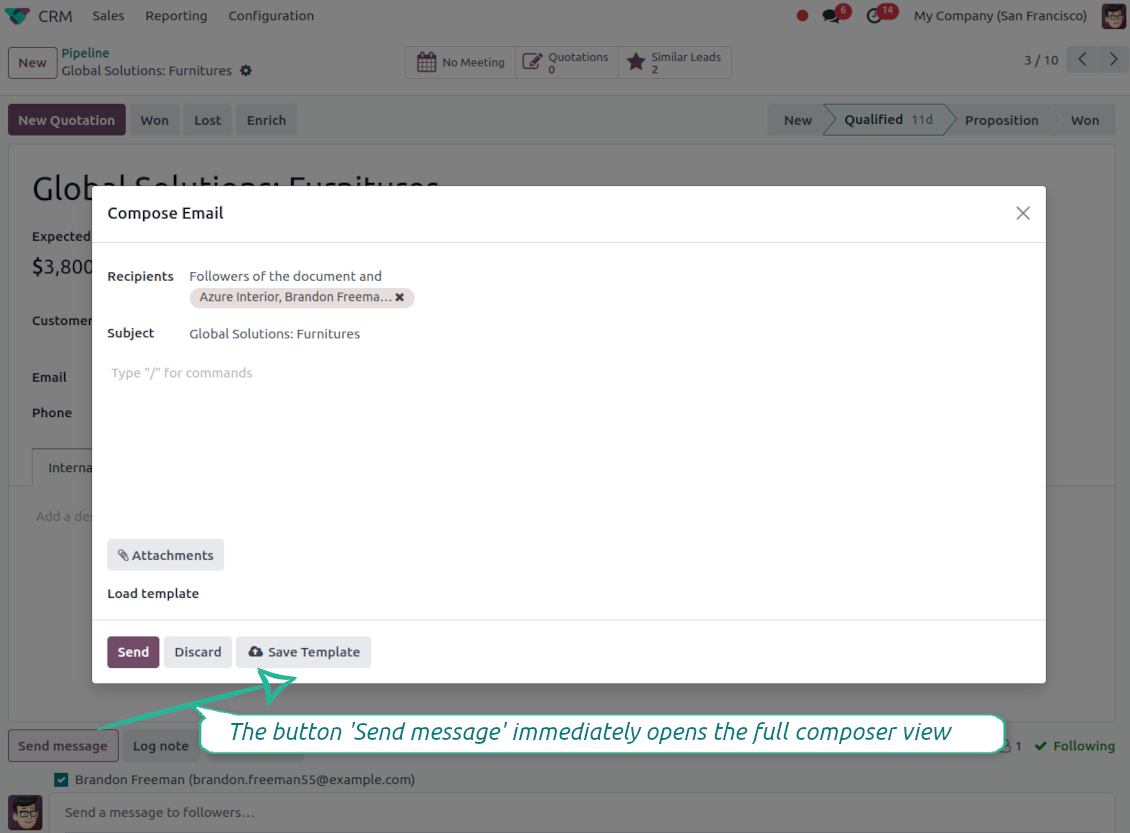 CRM Sales Reporting Configuration 6 14 My Company (San Francisco)
New Pipeline
Global Solutions: Furnitures
No Meeting Quotations 0 Similar Leads 2
3 / 10
New Quotation Won Lost Enrich New Qualified 11d Proposition Won
Global Solutions: Furnitures
Compose Email
Expected
$3,800
Recipients Followers of the document and
Azure Interior, Brandon Freema...
Customer
Subject Global Solutions: Furnitures
Type "/" for commands
Email
Phone
Interna
Add a des
Attachments
Load template
Send Discard Save Template
The button 'Send message' immediately opens the full composer view
Send message Log note 1 Following
Brandon Freeman (brandon.freeman55@example.com)
Send a message to followers...